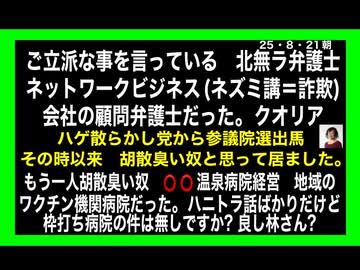 25・8・21朝
ご立派な事を言っている　北無ラ弁護士
ネットワークビジネス(ネズミ講＝詐欺)
会社の顧問弁護士だった。クオリア
ハゲ散らかし党から参議院選出馬
その時以来　胡散臭い奴と思って居ました。
もう一人胡散臭い奴　〇〇温泉病院経営　地域の
ワクチン機関病院だった。ハニトラ話ばかりだけど
枠打ち病院の件は無しですか? 良し林さん?